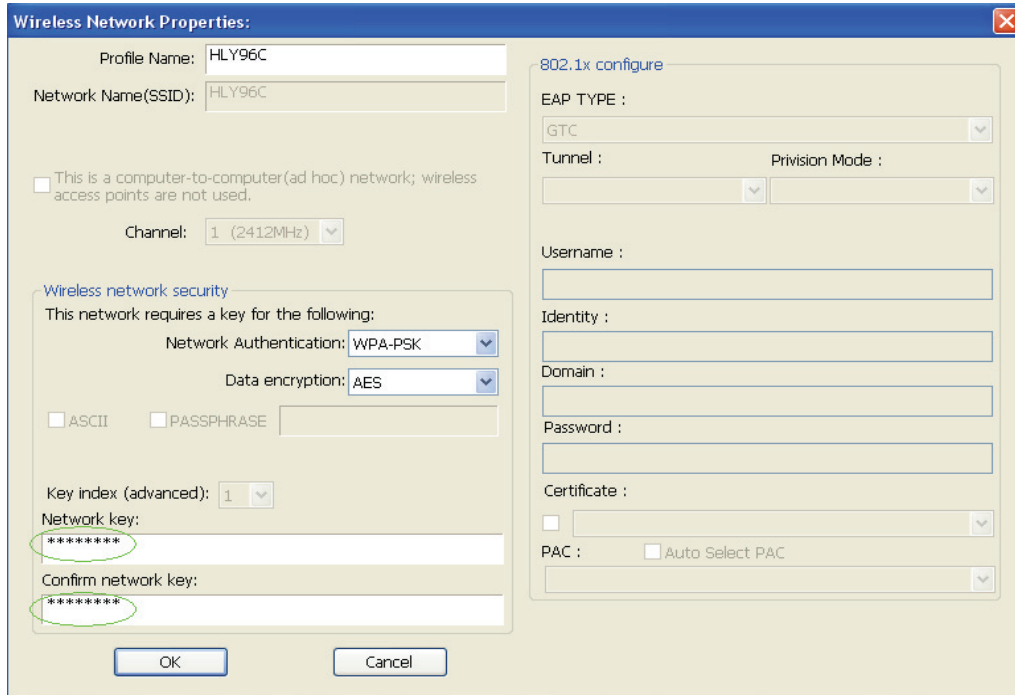 Wireless Network Properties:
Profile Name: HLY96C
Network Name(SSID): HLY96C
This is a computer-to-computer(ad hoc) network; wireless
access points are not used.
Channel: 1 (2412MHz)
Wireless network security
This network requires a key for the following:
Network Authentication: WPA-PSK
Data encryption: AES
ASCII PASSPHRASE
Key index (advanced): 1
Network key:
********
Confirm network key:
********
OK Cancel
802.1x configure
EAP TYPE :
GTC
Tunnel : Privision Mode :
Username :
Identity :
Domain :
Password :
Certificate :
PAC : Auto Select PAC